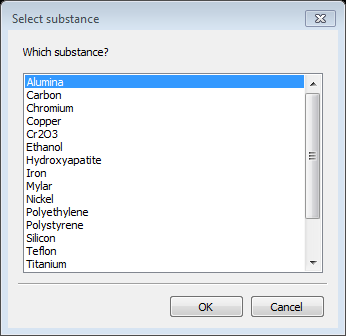 Select substance
Which substance?
Alumina
Carbon
Chromium
Copper
Cr2O3
Ethanol
Hydroxyapatite
Iron
Mylar
Nickel
Polyethylene
Polystyrene
Silicon
Teflon
Titanium
OK Cancel